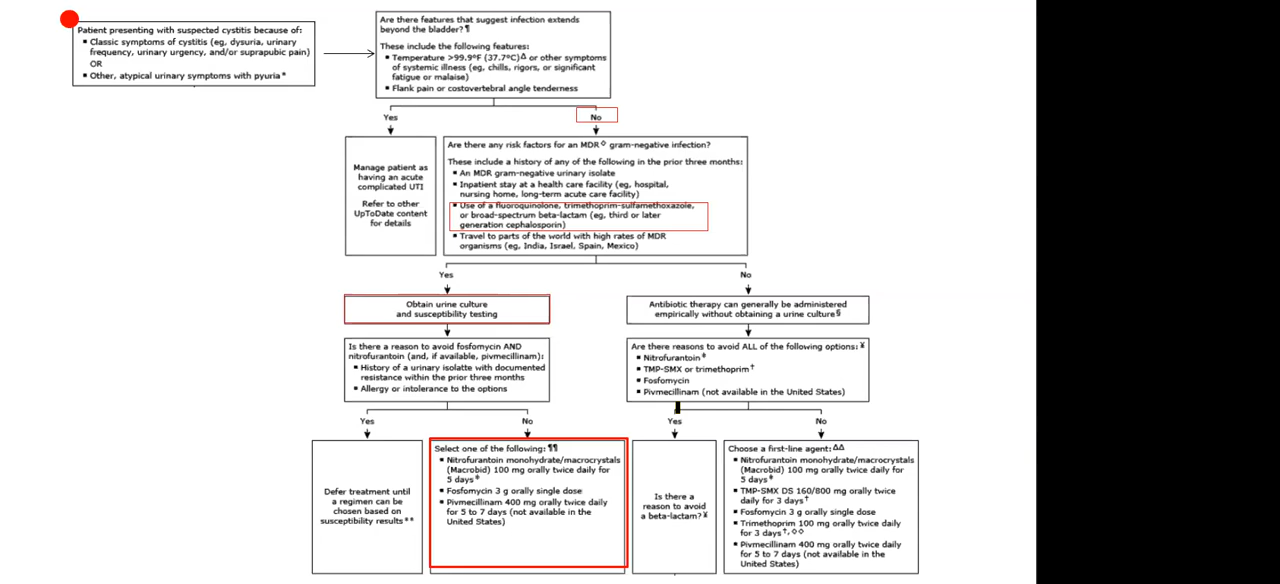 Patient presenting with suspected cystitis because of:
▪ Classic symptoms of cystitis (eg, dysuria, urinary
frequency, urinary urgency, and/or suprapubic pain)
OR
▪ Other, atypical urinary symptoms with pyuria*
Are there features that suggest infection extends
beyond the bladder?¶
These include the following features:
▪ Temperature >99.9°F (37.7°C)Δ or other symptoms
of systemic illness (eg, chills, rigors, or significant
fatigue or malaise)
▪ Flank pain or costovertebral angle tenderness
Yes
No
Manage patient as
having an acute
complicated UTI
Refer to other
UpToDate content
for details
Are there any risk factors for an MDR◊ gram-negative infection?
These include a history of any of the following in the prior three months:
▪ An MDR gram-negative urinary isolate
▪ Inpatient stay at a health care facility (eg, hospital,
nursing home, long-term acute care facility)
▪ Use of a fluoroquinolone, trimethoprim-sulfamethoxazole,
or broad-spectrum beta-lactam (eg, third or later
generation cephalosporin)
▪ Travel to parts of the world with high rates of MDR
organisms (eg, India, Israel, Spain, Mexico)
Yes
No
Obtain urine culture
and susceptibility testing
Antibiotic therapy can generally be administered
empirically without obtaining a urine culture§
Is there a reason to avoid fosfomycin AND
nitrofurantoin (and, if available, pivmecillinam):
▪ History of a urinary isolatte with documented
resistance within the prior three months
▪ Allergy or intolerance to the options
Are there reasons to avoid ALL of the following options:¥
▪ Nitrofurantoin‡
▪ TMP-SMX or trimethoprim†
▪ Fosfomycin
▪ Pivmecillinam (not available in the United States)
Yes
No
Yes
No
Defer treatment until
a regimen can be
chosen based on
susceptibility results**
Select one of the following:¶¶
▪ Nitrofurantoin monohydrate/macrocrystals
(Macrobid) 100 mg orally twice daily for
5 days‡
▪ Fosfomycin 3 g orally single dose
▪ Pivmecillinam 400 mg orally twice daily
for 5 to 7 days (not available in the
United States)
Is there a
reason to avoid
a beta-lactam?¥
Choose a first-line agent:ΔΔ
▪ Nitrofurantoin monohydrate/macrocrystals
(Macrobid) 100 mg orally twice daily for
5 days‡
▪ TMP-SMX DS 160/800 mg orally twice
daily for 3 days†
▪ Fosfomycin 3 g orally single dose
▪ Trimethoprim 100 mg orally twice daily
for 3 days†,◊◊
▪ Pivmecillinam 400 mg orally twice daily
for 5 to 7 days (not available in the
United States)